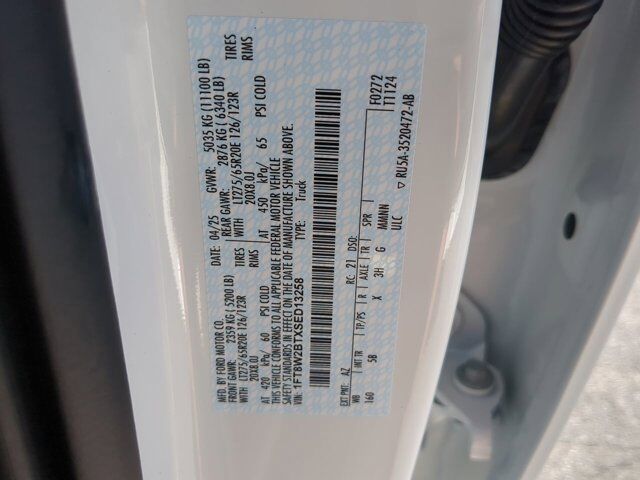 MFD. BY FORD MOTOR CO.
DATE: 04/25 GVWR: 5035 KG (11100 LB)
FRONT GAWR: 2359 KG (5200 LB) REAR GAWR: 2876 KG (6340 LB)
WITH LT275/65R20E 126/123R TIRES WITH LT275/65R20E 126/123R TIRES
20X8.0J RIMS 20X8.0J RIMS
AT 420 kPa/ 60 PSI COLD AT 450 kPa/ 65 PSI COLD
THIS VEHICLE CONFORMS TO ALL APPLICABLE FEDERAL MOTOR VEHICLE
SAFETY STANDARDS IN EFFECT ON THE DATE OF MANUFACTURE SHOWN ABOVE.
VIN: 1FT8W2BTXSED13258 TYPE: Truck
F0272
T1124
EXT PNT: AZ RC: 21 DSO:
WB INT TR TP/PS R AXLE TR SPR
160 5B X 3H G MMMNN
ULC
RU5A-3520472-AB